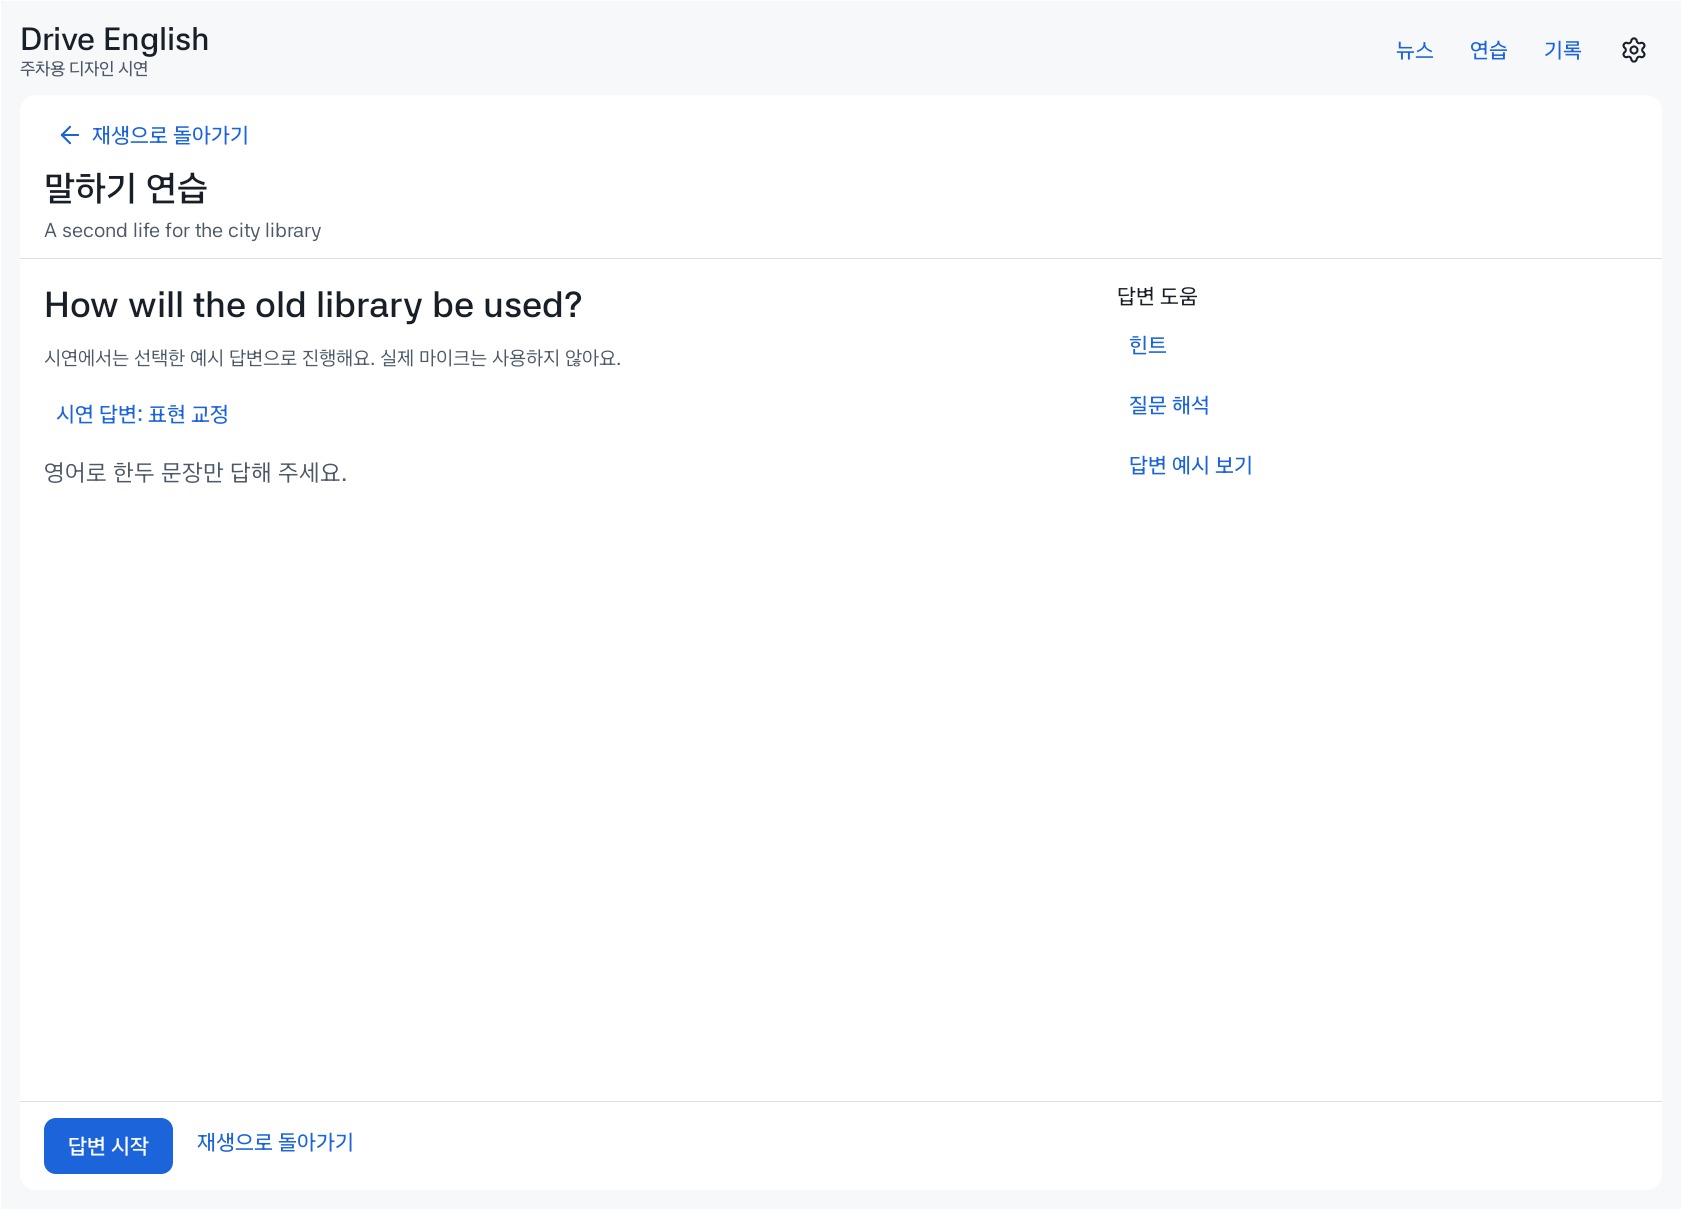 Drive English
주차용 디자인 시연
뉴스 연습 기록
재생으로 돌아가기
말하기 연습
A second life for the city library
How will the old library be used?
시연에서는 선택한 예시 답변으로 진행해요. 실제 마이크는 사용하지 않아요.
시연 답변: 표현 교정
영어로 한두 문장만 답해 주세요.
답변 도움
힌트
질문 해석
답변 예시 보기
답변 시작
재생으로 돌아가기